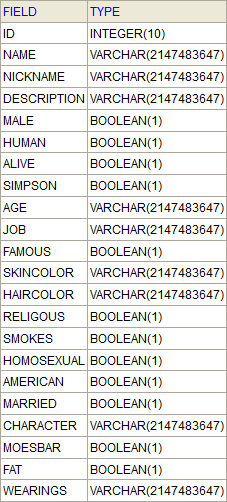 FIELD TYPE
ID INTEGER(10)
NAME VARCHAR(2147483647)
NICKNAME VARCHAR(2147483647)
DESCRIPTION VARCHAR(2147483647)
MALE BOOLEAN(1)
HUMAN BOOLEAN(1)
ALIVE BOOLEAN(1)
SIMPSON BOOLEAN(1)
AGE VARCHAR(2147483647)
JOB VARCHAR(2147483647)
FAMOUS BOOLEAN(1)
SKINCOLOR VARCHAR(2147483647)
HAIRCOLOR VARCHAR(2147483647)
RELIGOUS BOOLEAN(1)
SMOKES BOOLEAN(1)
HOMOSEXUAL BOOLEAN(1)
AMERICAN BOOLEAN(1)
MARRIED BOOLEAN(1)
CHARACTER VARCHAR(2147483647)
MOESBAR BOOLEAN(1)
FAT BOOLEAN(1)
WEARINGS VARCHAR(2147483647)